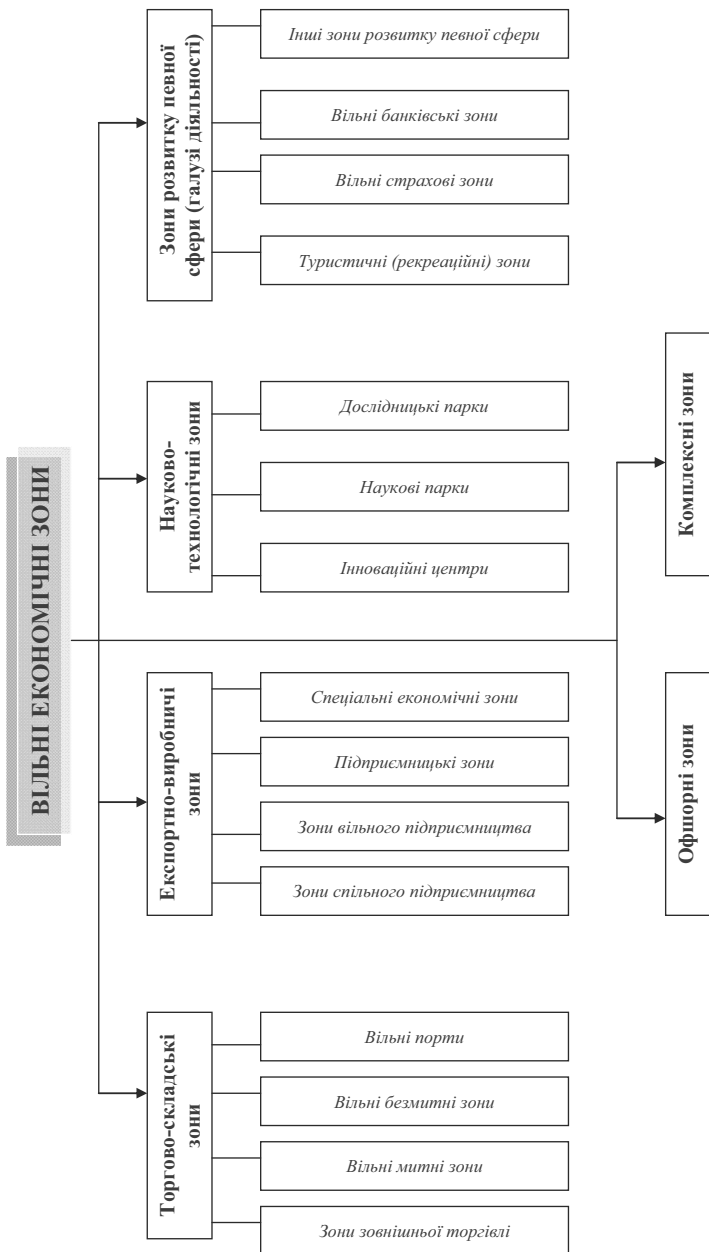 ВІЛЬНІ ЕКОНОМІЧНІ ЗОНИ
Торгово-складські
зони
Вільні порти
Вільні безмитні зони
Вільні митні зони
Зони зовнішньої торгівлі
Експортно-виробничі
зони
Спеціальні економічні зони
Підприємницькі зони
Зони вільного підприємництва
Зони спільного підприємництва
Науково-
технологічні зони
Дослідницькі парки
Наукові парки
Інноваційні центри
Зони розвитку певної
сфери (галузі діяльності)
Інші зони розвитку певної сфери
Вільні банківські зони
Вільні страхові зони
Туристичні (рекреаційні) зони
Офшорні зони
Комплексні зони